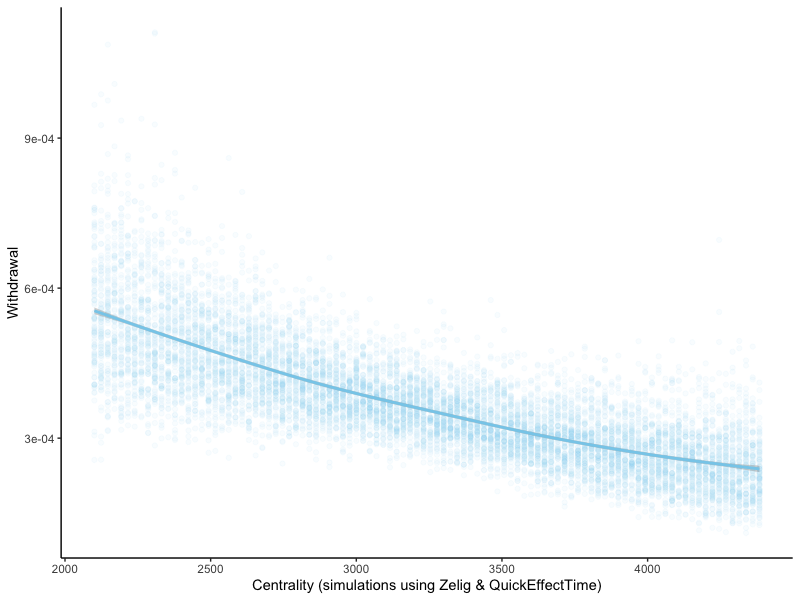 Withdrawal
9e-04
6e-04
3e-04
2000 2500 3000 3500 4000
Centrality (simulations using Zelig & QuickEffectTime)